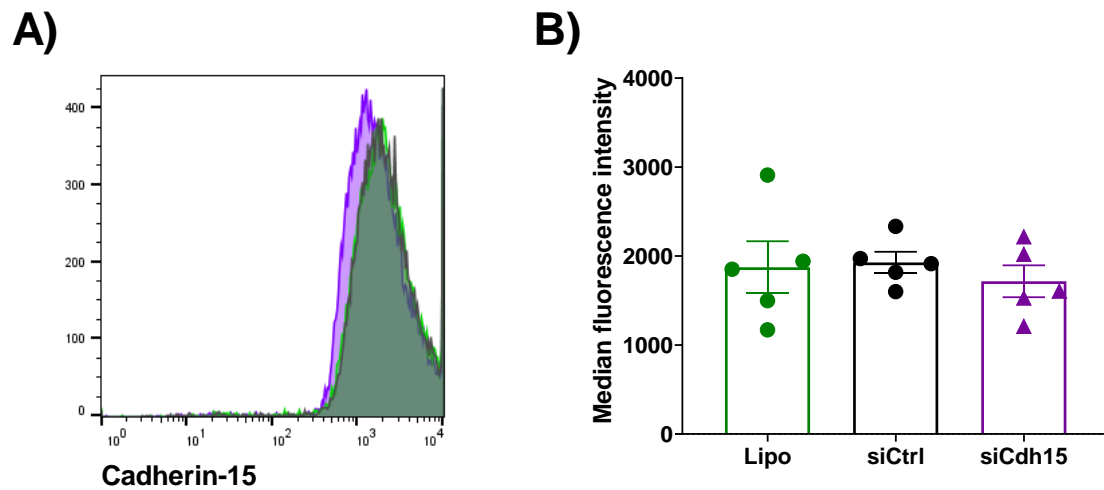 A)
400
300
200
100
0
10^0 10^1 10^2 10^3 10^4
Cadherin-15
B)
Median fluorescence intensity
4000
3000
2000
1000
0
Lipo siCtrl siCdh15